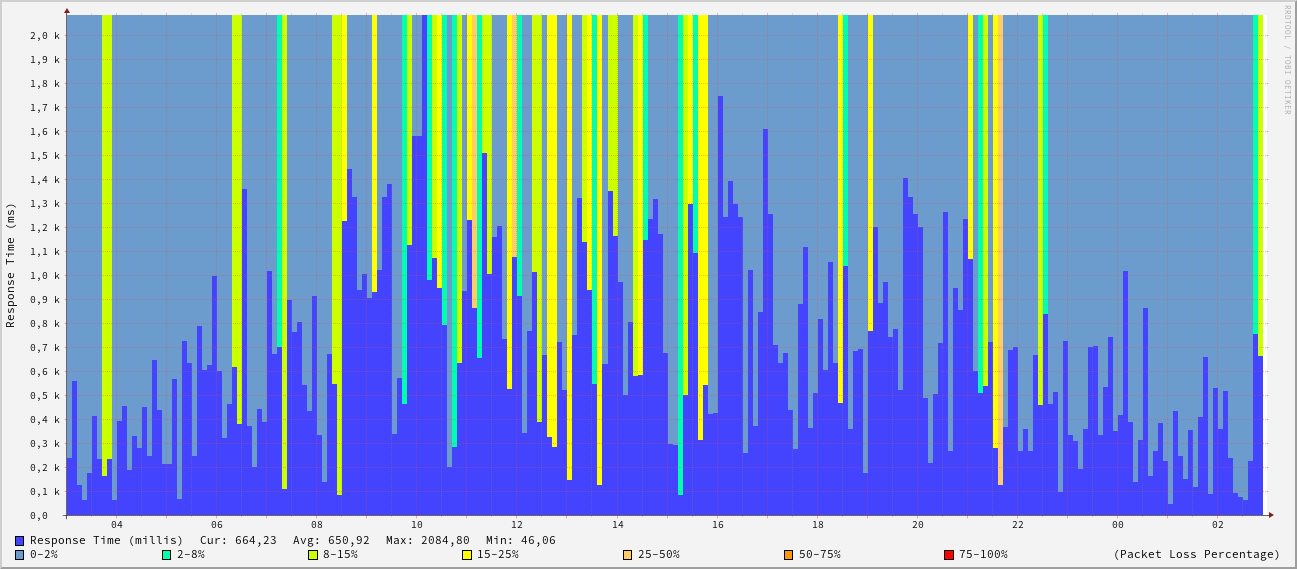 RRDTOOL / TOBI OETIKER
Response Time (ms)
2,0 k
1,9 k
1,8 k
1,7 k
1,6 k
1,5 k
1,4 k
1,3 k
1,2 k
1,1 k
1,0 k
0,9 k
0,8 k
0,7 k
0,6 k
0,5 k
0,4 k
0,3 k
0,2 k
0,1 k
0,0
04 06 08 10 12 14 16 18 20 22 00 02
Response Time (millis) Cur: 664,23 Avg: 650,92 Max: 2084,80 Min: 46,06
0-2% 2-8% 8-15% 15-25% 25-50% 50-75% 75-100% (Packet Loss Percentage)